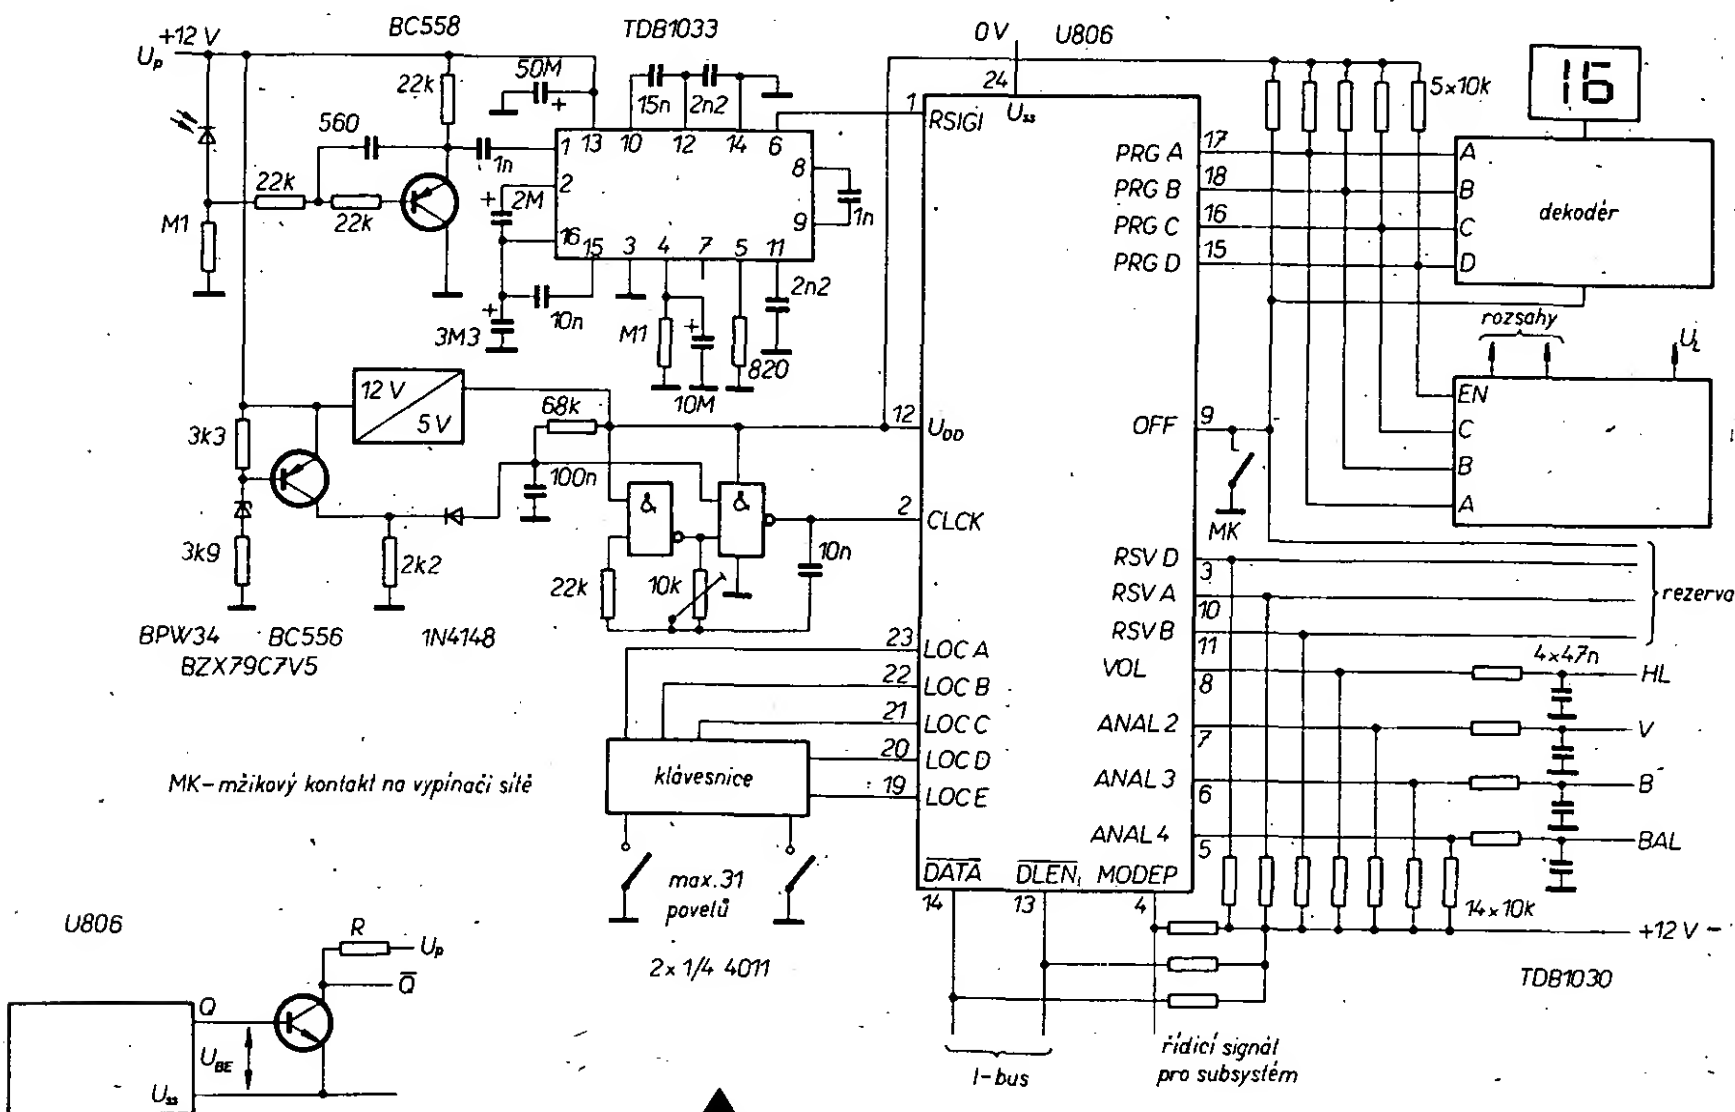 +12 V
Up
BC558
TDB1033
0 V
U806
24
Uss
50M
+
22k
15n
2n2
1
RSIGI
5×10k
15
560
1n
1
13
10
12
14
6
8
9
1n
PRG A
17
A
PRG B
18
B
PRG C
16
C
PRG D
15
D
dekodér
22k
22k
M1
2
+
2M
16
15
3
4
7
5
11
2n2
10n
+
3M3
M1
+
10M
820
rozsahy
UL
12 V
5 V
68k
12
UDD
OFF
9
MK
EN
C
B
A
3k3
100n
&
&
2
CLCK
10n
3k9
2k2
22k
10k
RSV D
3
RSV A
10
RSV B
11
rezerva
BPW34
BC556
1N4148
BZX79C7V5
23
LOC A
22
LOC B
21
LOC C
20
LOC D
19
LOC E
VOL
8
4×47n
HL
ANAL 2
7
V
ANAL 3
6
B
ANAL 4
5
BAL
klávesnice
MK–mžikový kontakt na vypínači sítě
max. 31
povelů
2× 1/4 4011
DATA
DLEN
MODEP
14
13
4
14×10k
+12 V
TDB1030
I-bus
řídicí signál
pro subsystém
U806
R
Up
Q̅
Q
UBE
Uss